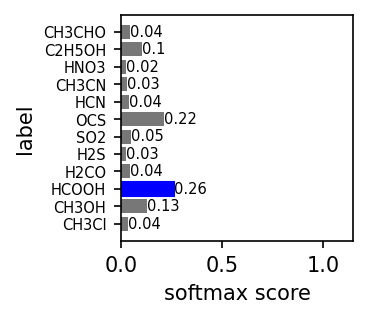 label
CH3CHO 0.04
C2H5OH 0.1
HNO3 0.02
CH3CN 0.03
HCN 0.04
OCS 0.22
SO2 0.05
H2S 0.03
H2CO 0.04
HCOOH 0.26
CH3OH 0.13
CH3Cl 0.04
0.0 0.5 1.0
softmax score